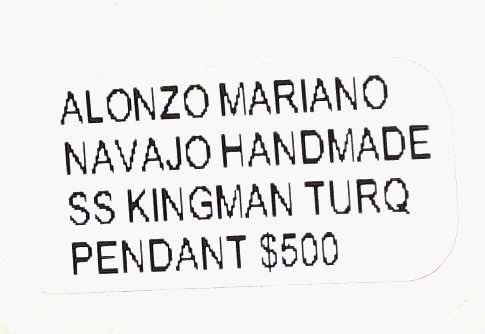 ALONZO MARIANO
NAVAJO HANDMADE
SS KINGMAN TURQ
PENDANT $500